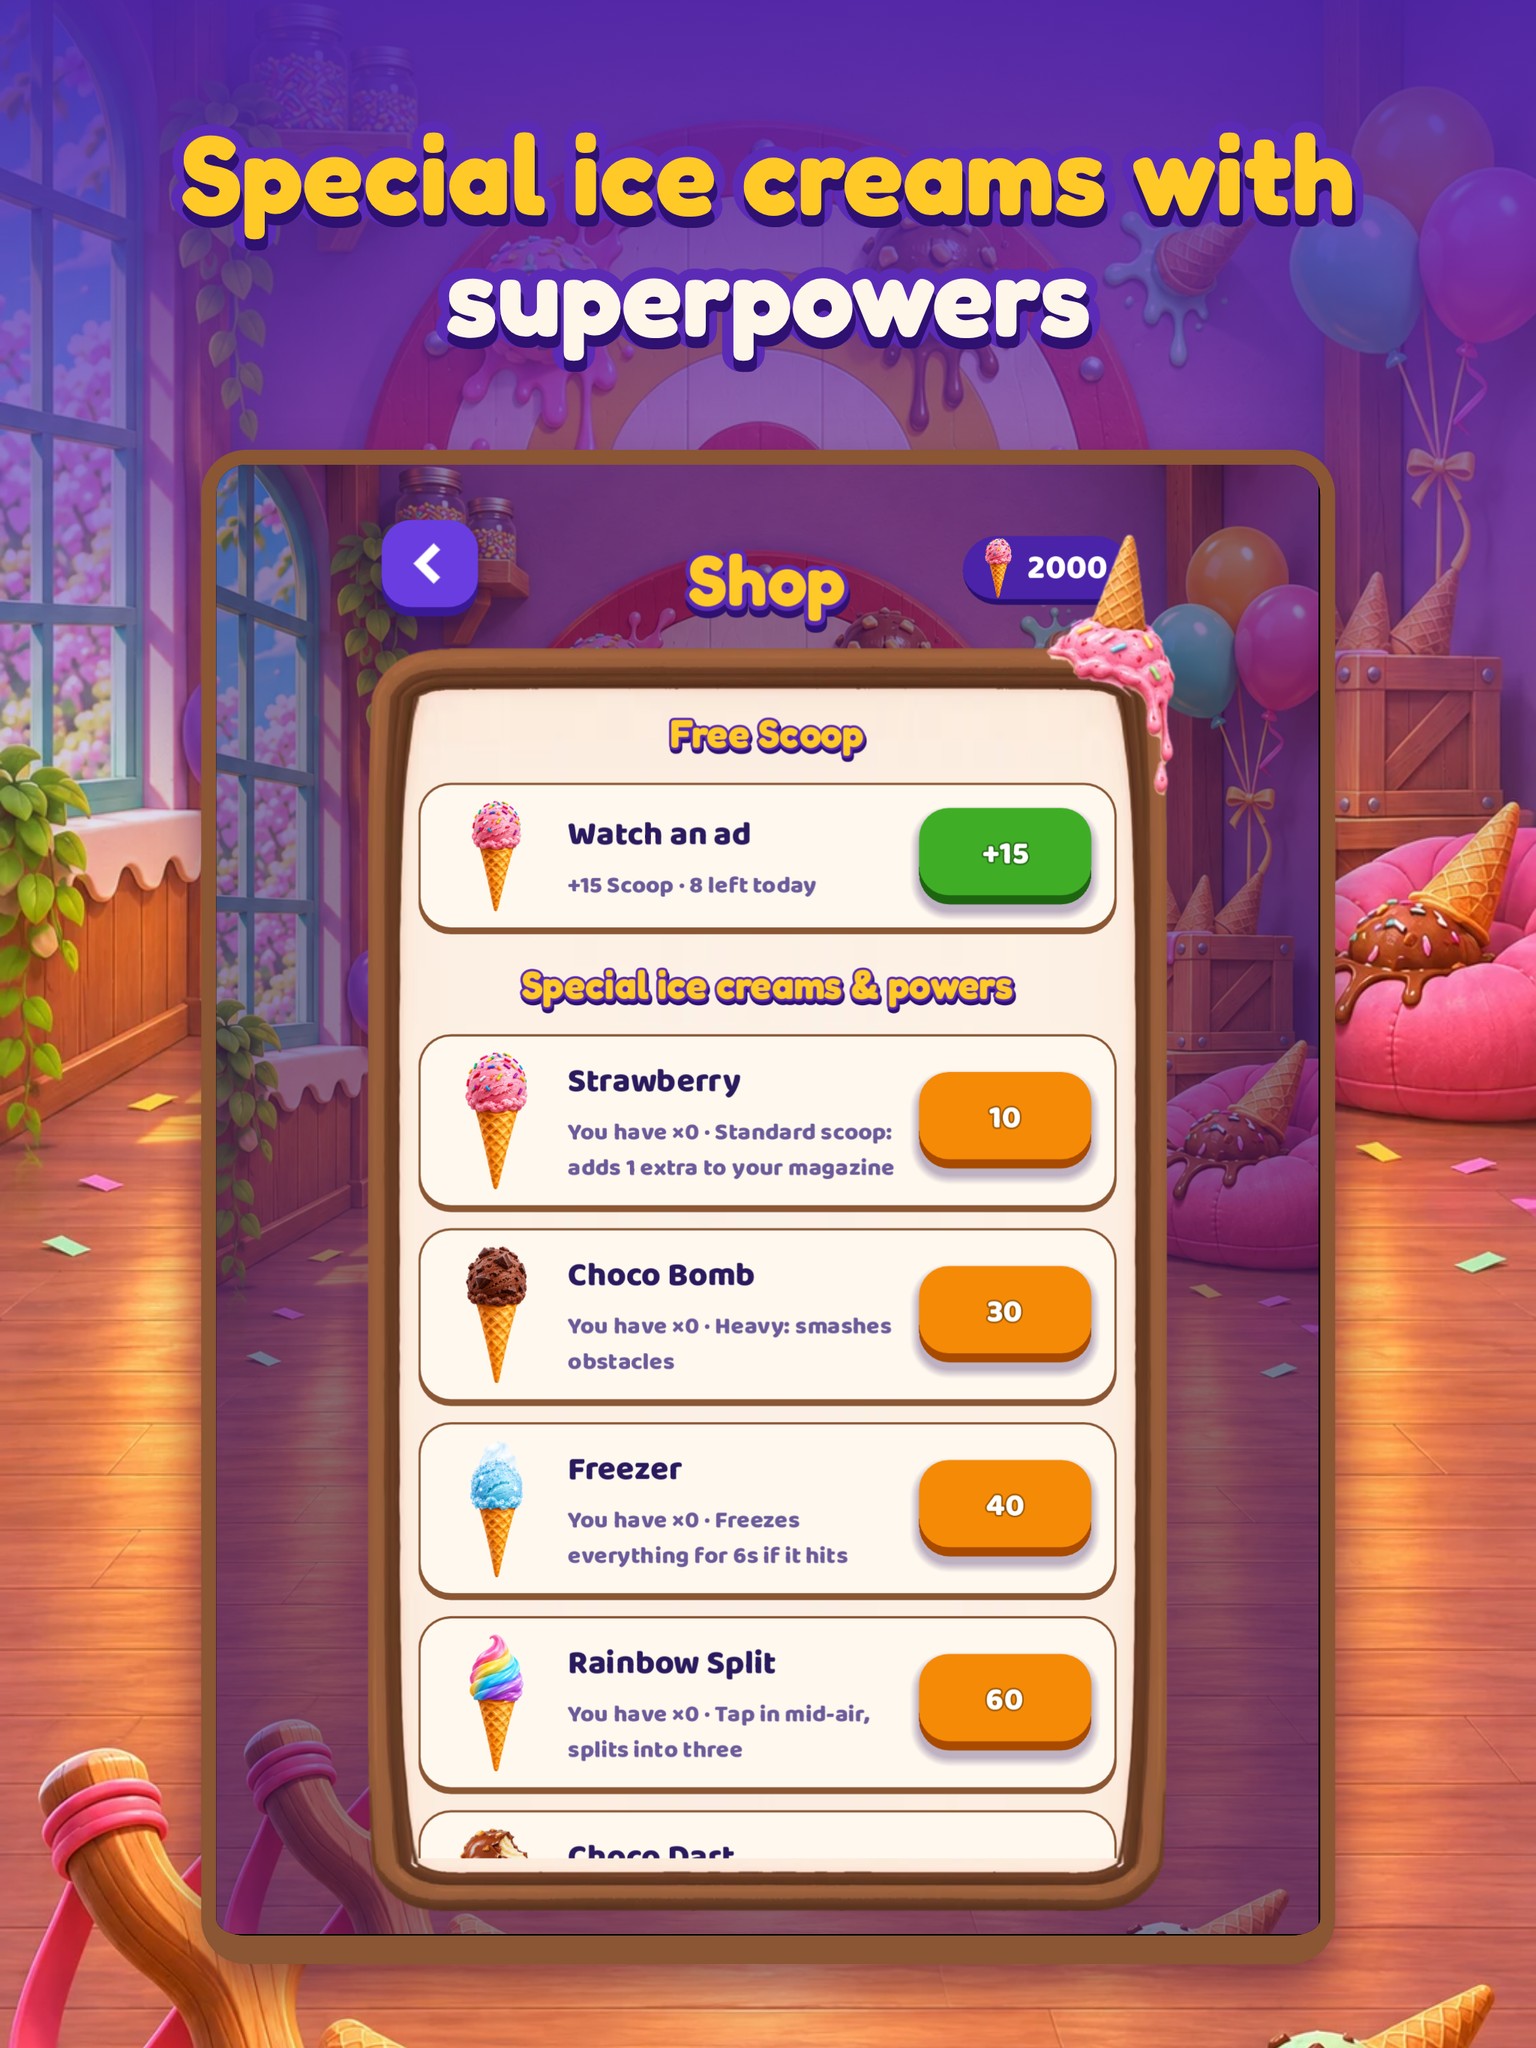 Special ice creams with
superpowers
Shop
2000
Free Scoop
Watch an ad
+15 Scoop · 8 left today
+15
Special ice creams & powers
Strawberry
You have ×0 · Standard scoop:
adds 1 extra to your magazine
10
Choco Bomb
You have ×0 · Heavy: smashes
obstacles
30
Freezer
You have ×0 · Freezes
everything for 6s if it hits
40
Rainbow Split
You have ×0 · Tap in mid-air,
splits into three
60
Choco Dart